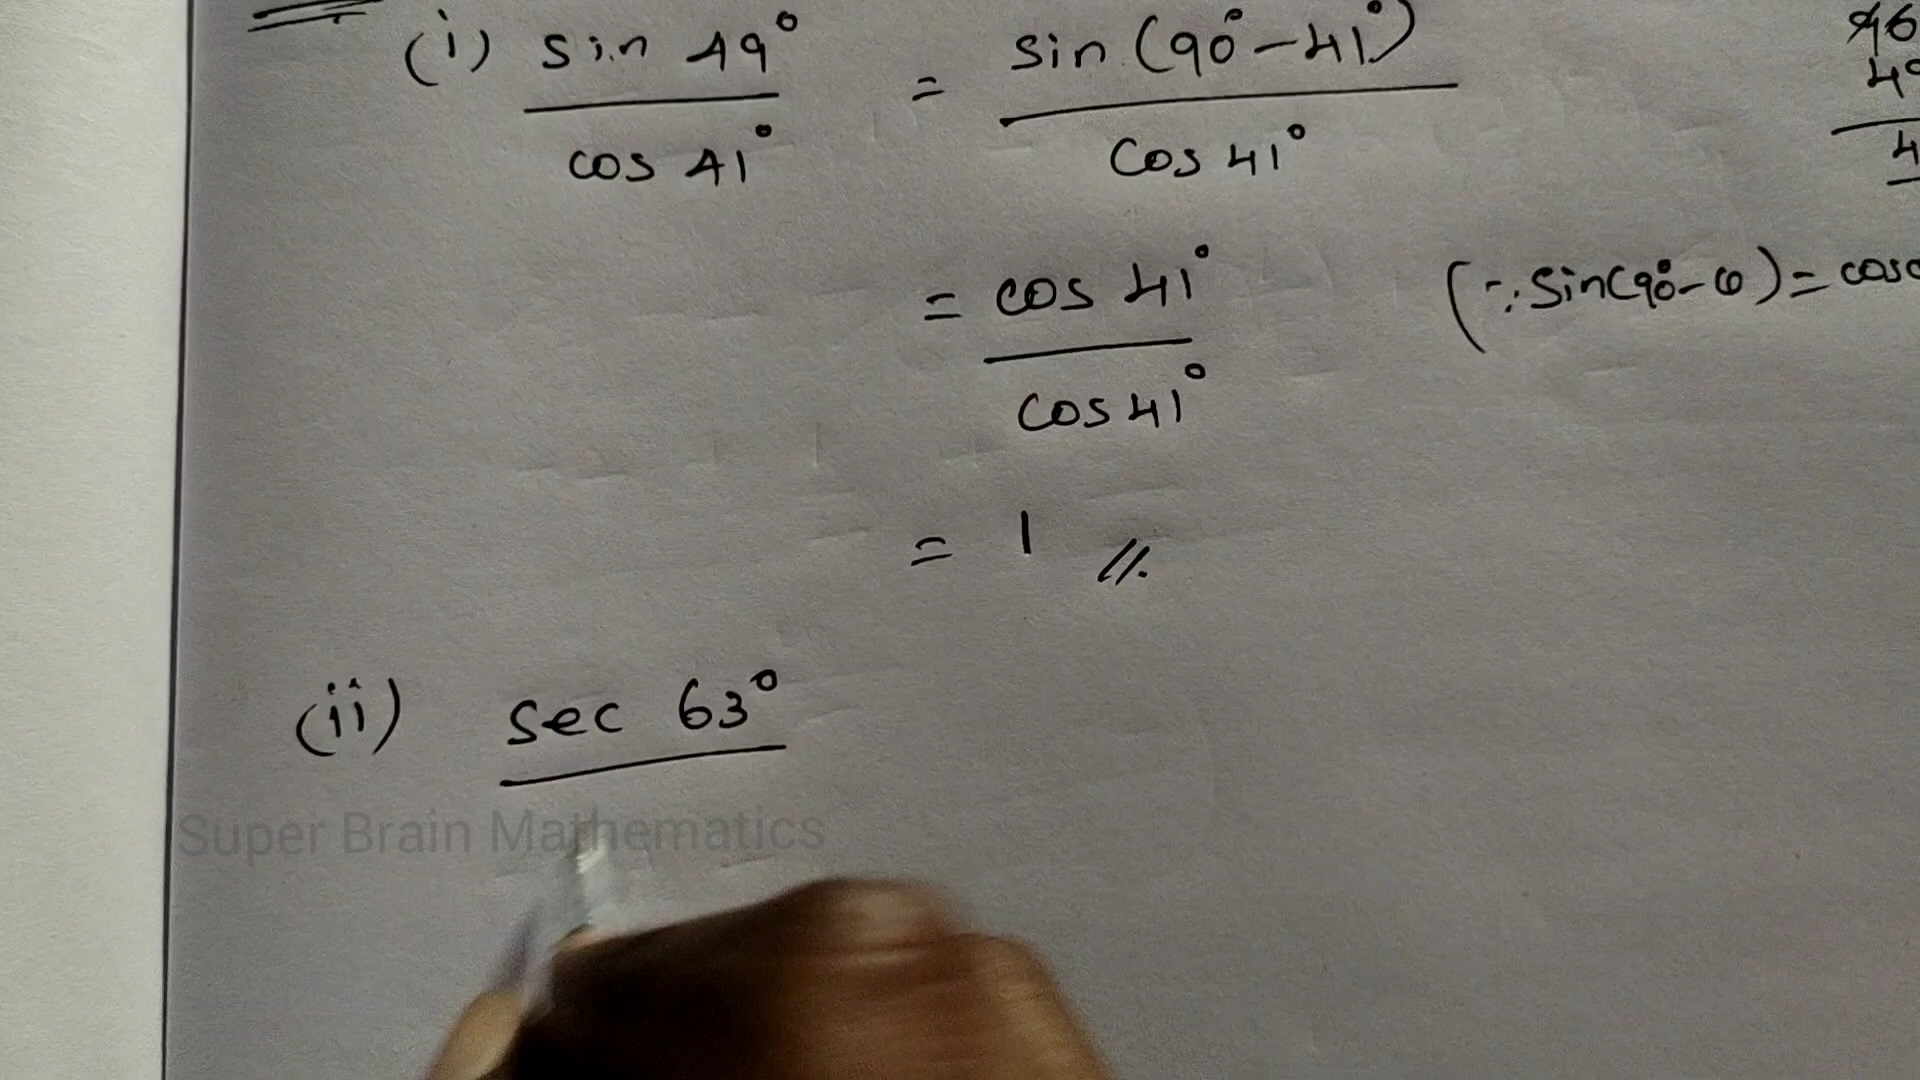 (i) sin 49° / cos 41° = sin (90° - 41°) / cos 41°
= cos 41° / cos 41° (∵ sin(90° - θ) = cos
= 1 //.
(ii) sec 63°
Super Brain Mathematics